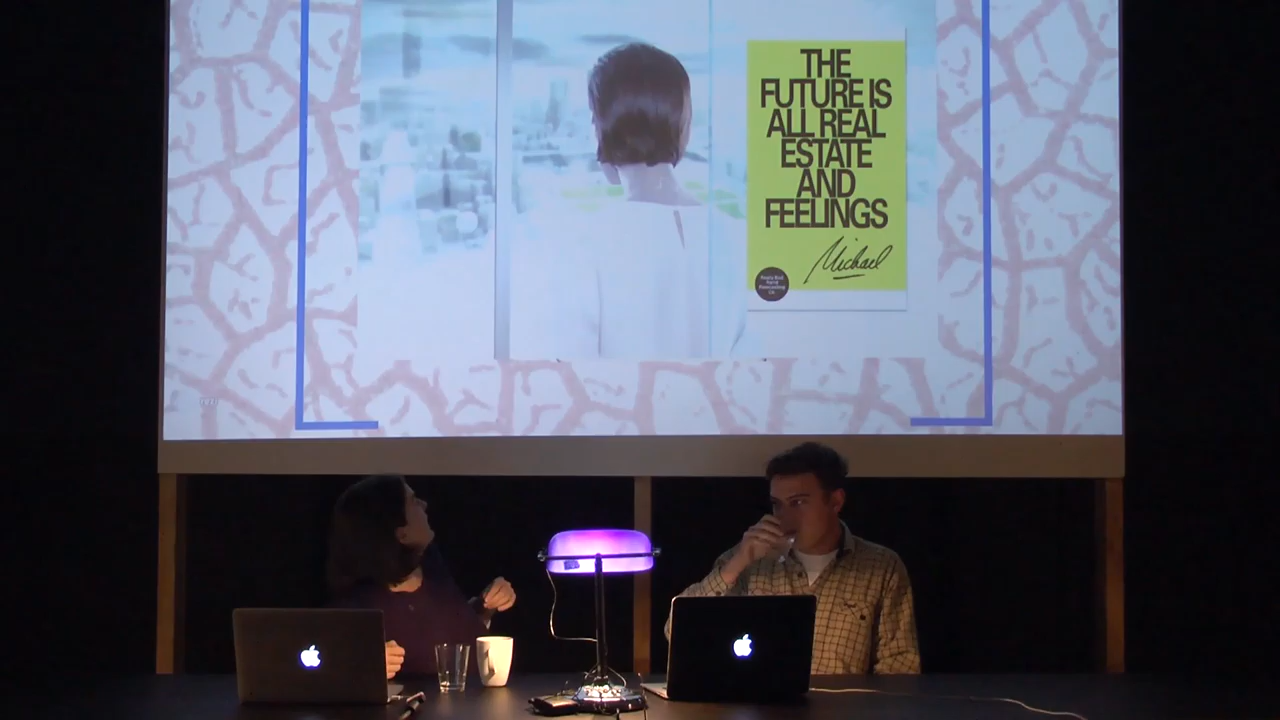 THE
FUTURE IS
ALL REAL
ESTATE
AND
FEELINGS
Michael